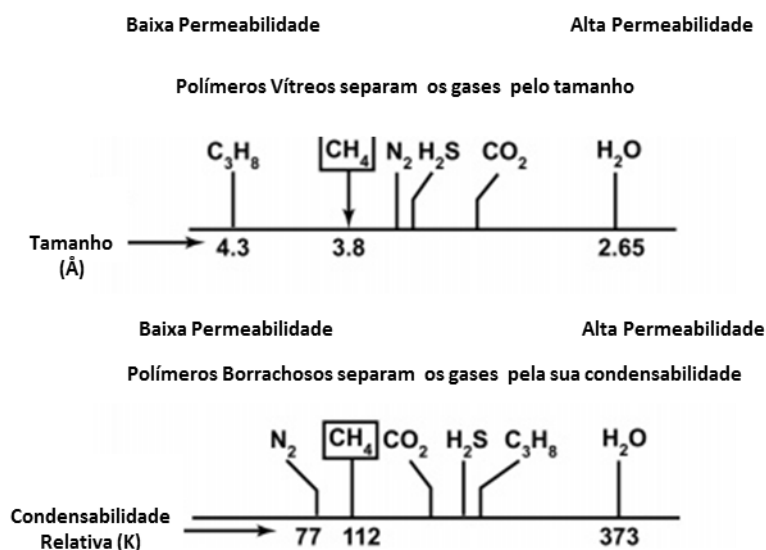 Baixa Permeabilidade Alta Permeabilidade
Polímeros Vítreos separam os gases pelo tamanho
C₃H₈ CH₄ N₂ H₂S CO₂ H₂O
Tamanho (Å) 4.3 3.8 2.65
Baixa Permeabilidade Alta Permeabilidade
Polímeros Borrachosos separam os gases pela sua condensabilidade
N₂ CH₄ CO₂ H₂S C₃H₈ H₂O
Condensabilidade
Relativa (K) 77 112 373